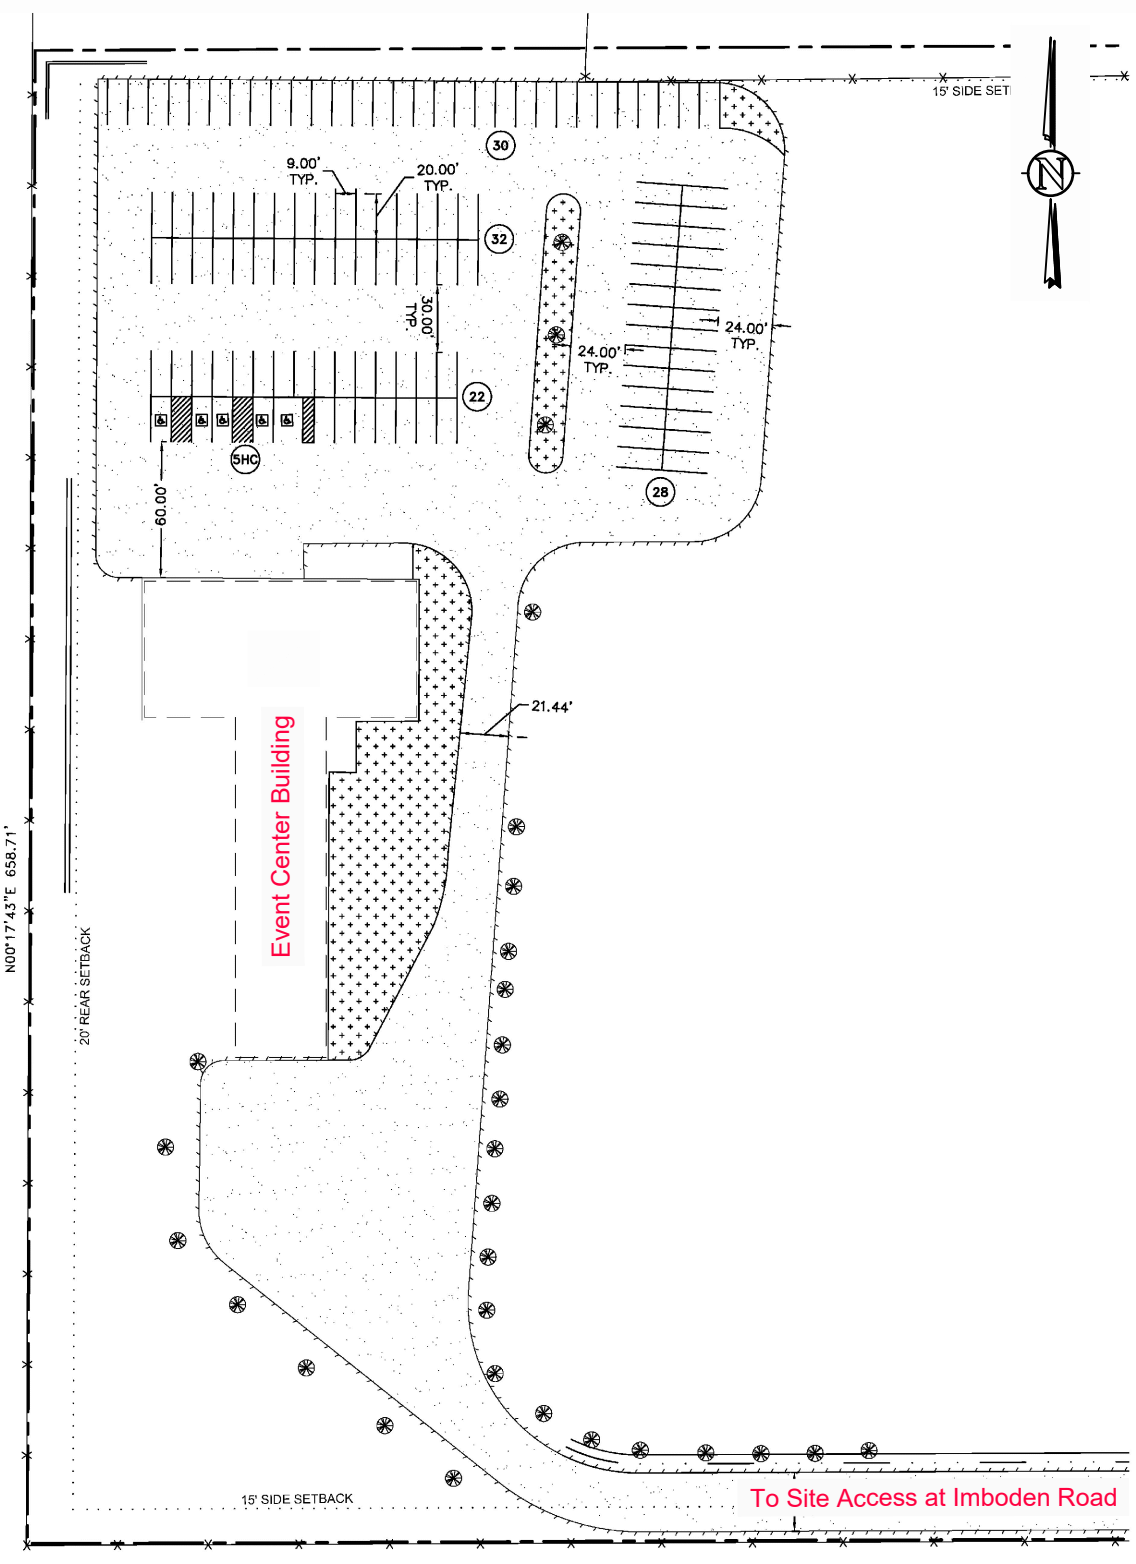 15' SIDE SET
N
30
9.00'
TYP.
20.00'
TYP.
32
30.00'
TYP.
24.00'
TYP.
24.00'
TYP.
22
5HC
28
60.00'
21.44'
Event Center Building
N00°17'43"E 658.71'
20' REAR SETBACK
15' SIDE SETBACK
To Site Access at Imboden Road